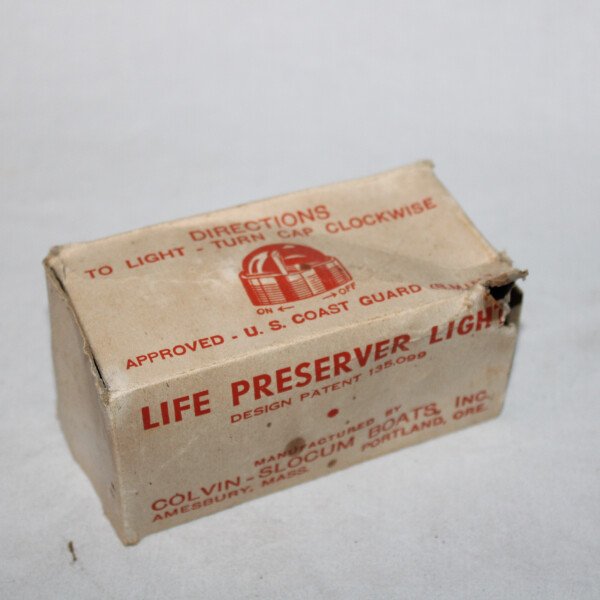 DIRECTIONS
TO LIGHT - TURN CAP CLOCKWISE
ON ← → OFF
APPROVED - U. S. COAST GUARD
LIFE PRESERVER LIGHT
DESIGN PATENT 135,099
MANUFACTURED BY
COLVIN-SLOCUM BOATS, INC.
AMESBURY, MASS. PORTLAND, ORE.